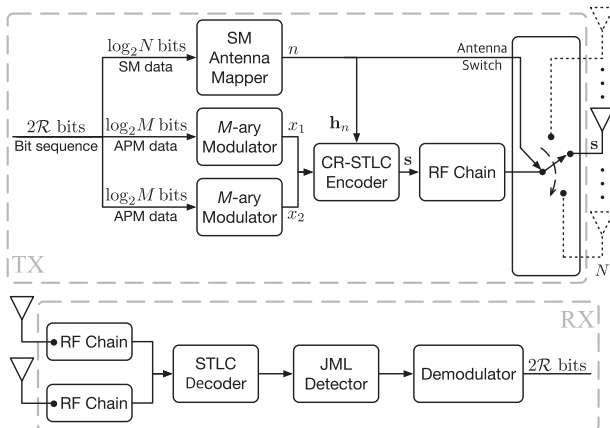 log₂N bits
SM data
SM
Antenna
Mapper
n
Antenna
Switch
2𝓡 bits
Bit sequence
log₂M bits
APM data
M-ary
Modulator
x₁
hₙ
CR-STLC
Encoder
s
RF Chain
s
log₂M bits
APM data
M-ary
Modulator
x₂
TX
N
RX
RF Chain
STLC
Decoder
JML
Detector
Demodulator
2𝓡 bits
RF Chain